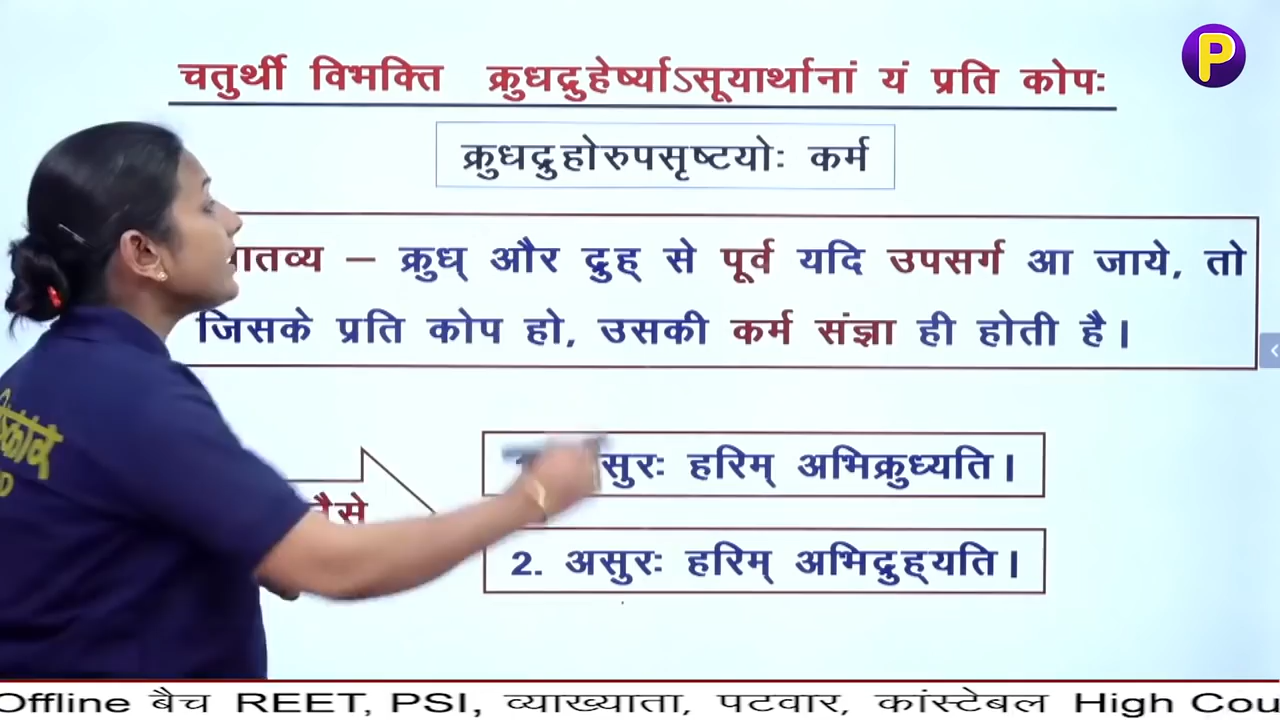 P
चतुर्थी विभक्ति क्रुधद्रुहेर्ष्याऽसूयार्थानां यं प्रति कोपः
क्रुधद्रुहोरुपसृष्टयोः कर्म
– क्रुध् और द्रुह् से पूर्व यदि उपसर्ग आ जाये, तो
जिसके प्रति कोप हो, उसकी कर्म संज्ञा ही होती है।
हरिम् अभिक्रुध्यति।
2. असुरः हरिम् अभिद्रुह्यति।
Offline बैच REET, PSI, व्याख्याता, पटवार, कांस्टेबल High